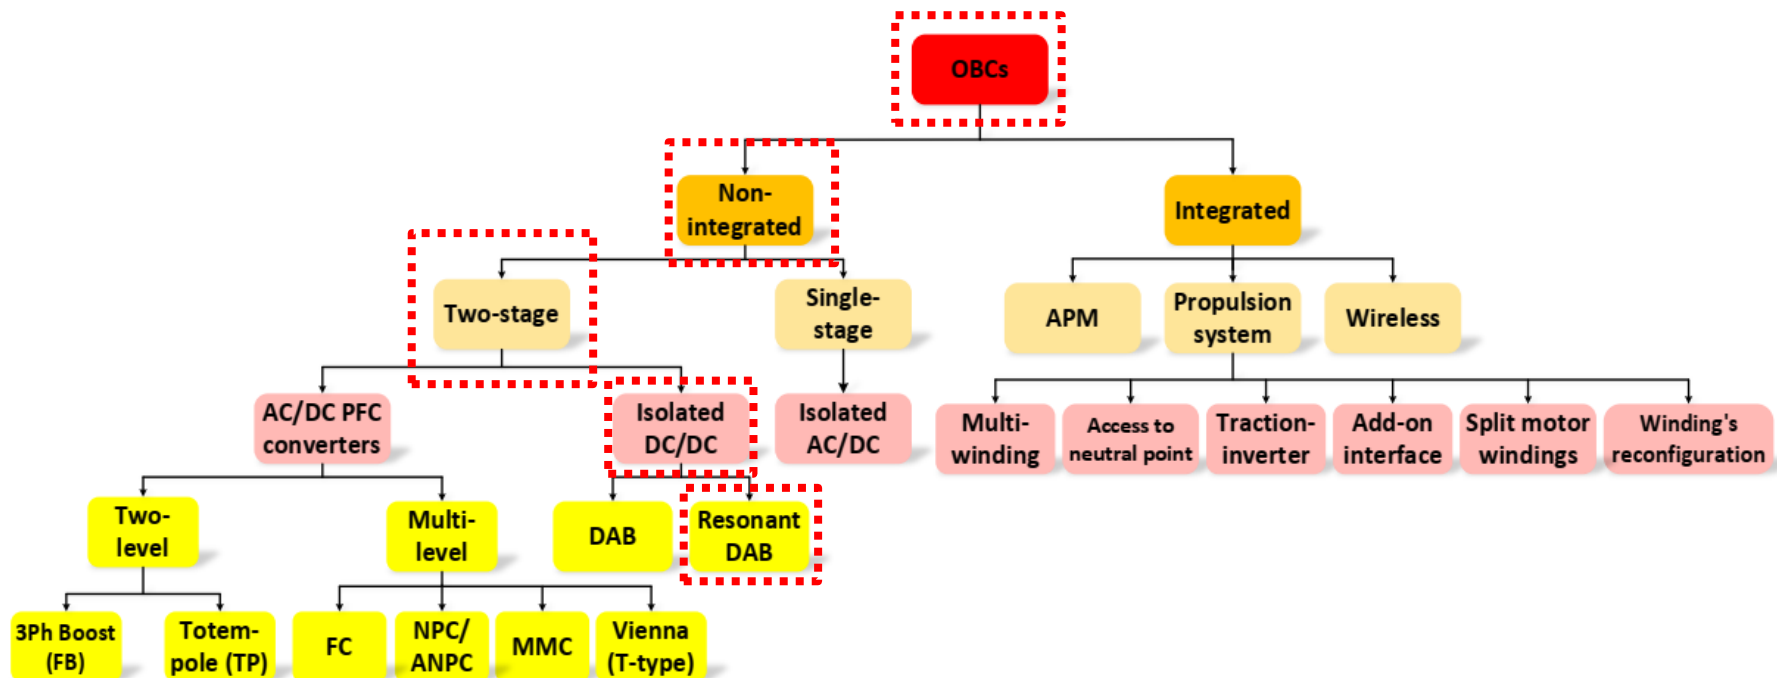 OBCs
Non-
integrated
Integrated
Two-stage
Single-
stage
APM
Propulsion
system
Wireless
AC/DC PFC
converters
Isolated
DC/DC
Isolated
AC/DC
Multi-
winding
Access to
neutral point
Traction-
inverter
Add-on
interface
Split motor
windings
Winding's
reconfiguration
Two-
level
Multi-
level
DAB
Resonant
DAB
3Ph Boost
(FB)
Totem-
pole (TP)
FC
NPC/
ANPC
MMC
Vienna
(T-type)